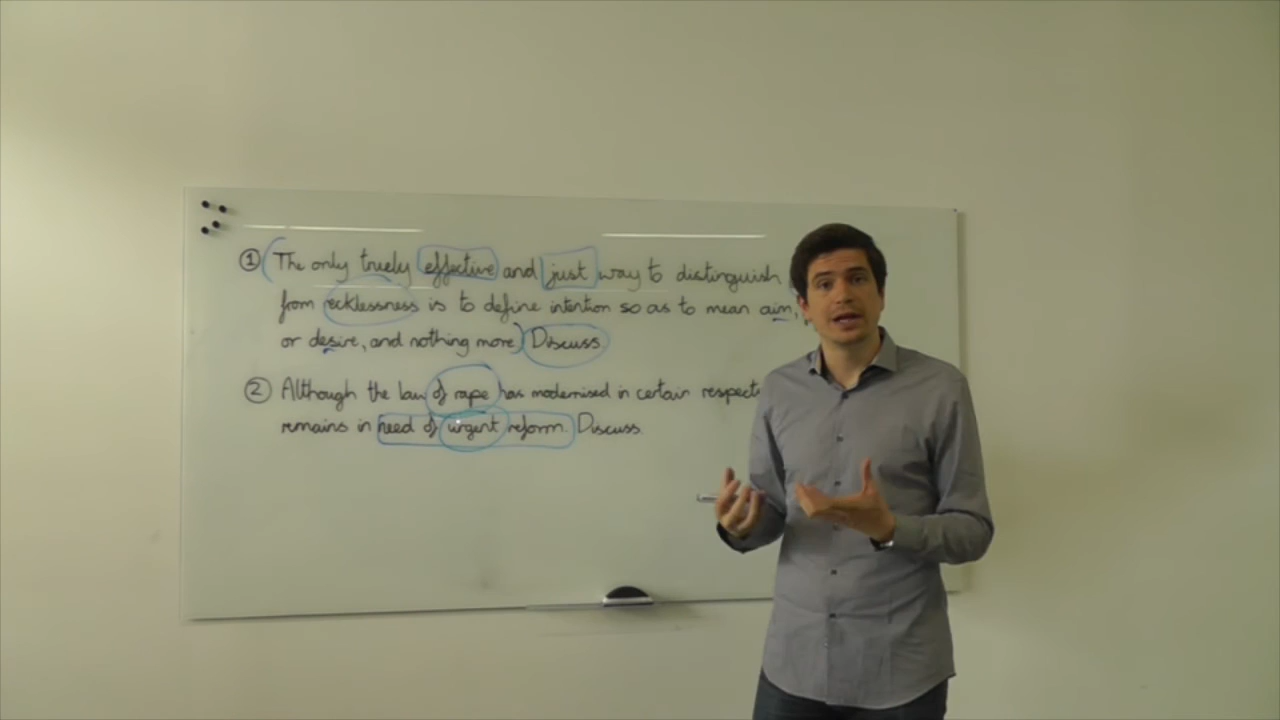 ① The only truely effective and just way to distinguish
from recklessness is to define intention so as to mean aim,
or desire, and nothing more) Discuss.
② Although the law of rape has modernised in certain respects
remains in need of urgent reform. Discuss.